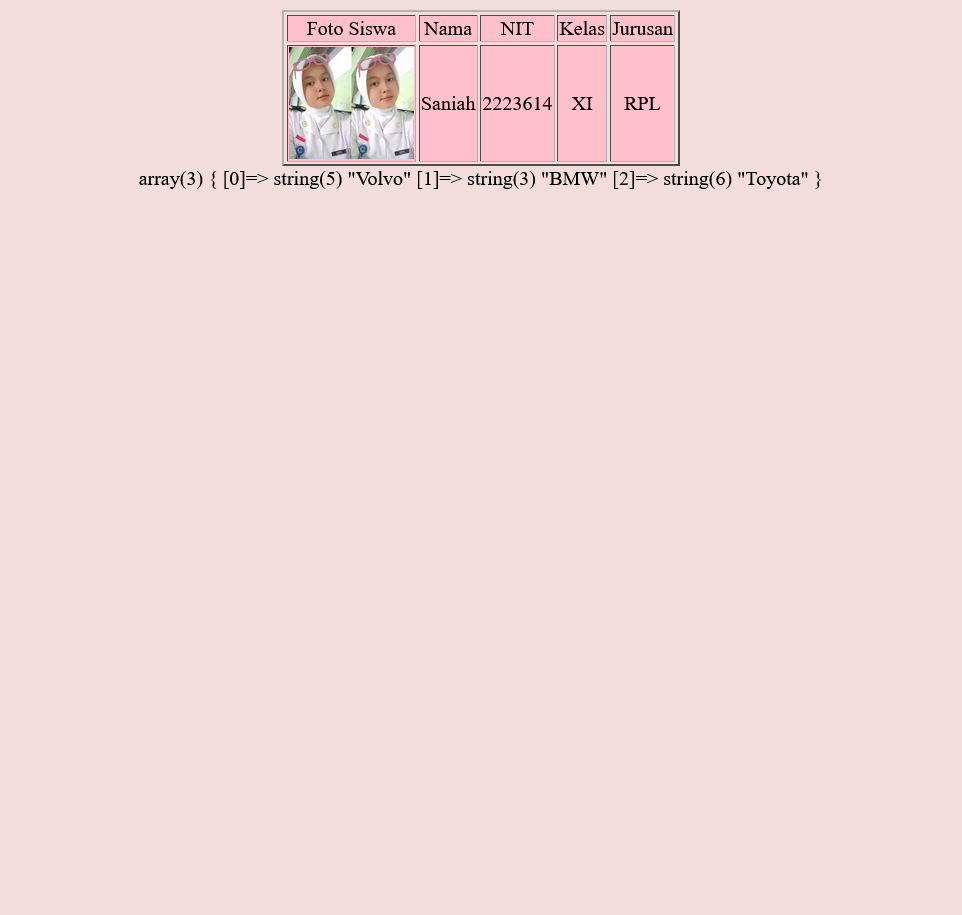 Foto Siswa Nama NIT Kelas Jurusan
Saniah 2223614 XI RPL
array(3) { [0]=> string(5) "Volvo" [1]=> string(3) "BMW" [2]=> string(6) "Toyota" }